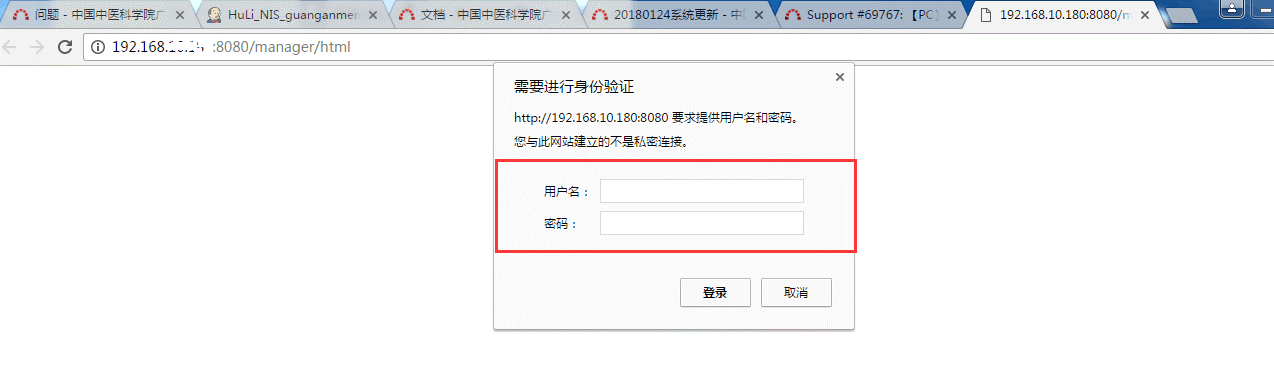 问题 - 中国中医科学院广
HuLi_NIS_guanganmen
文档 - 中国中医科学院广
20180124系统更新 - 中
Support #69767: 【PC
192.168.10.180:8080/m
:8080/manager/html
需要进行身份验证
http://192.168.10.180:8080 要求提供用户名和密码。
您与此网站建立的不是私密连接。
用户名：
密码：
登录
取消